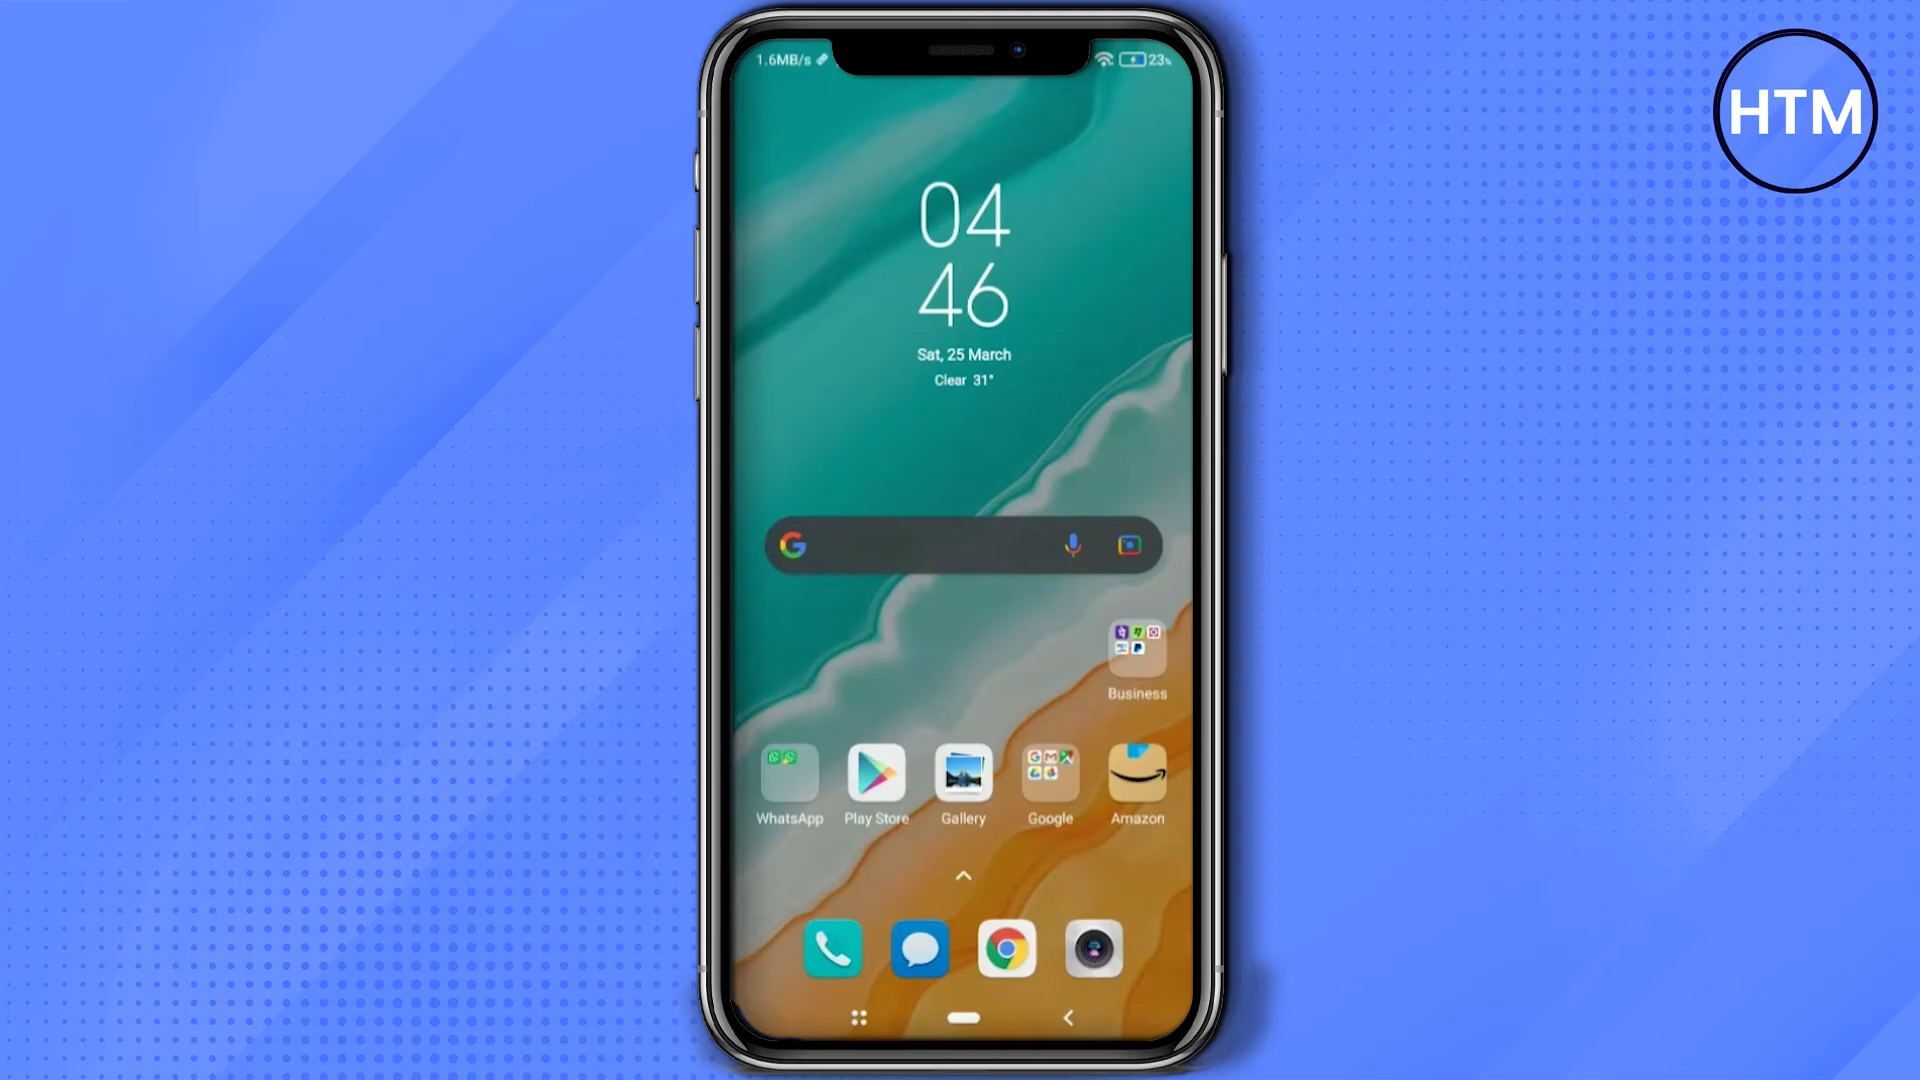 1.6MB/s 23%
HTM
04
46
Sat, 25 March
Clear 31°
Business
WhatsApp Play Store Gallery Google Amazon